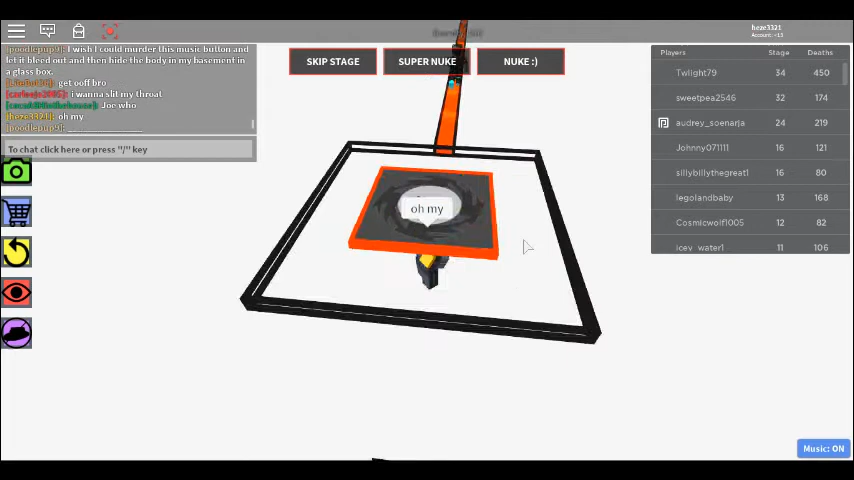 heze3321
Account: <13
[poodlepup9]: I wish I could murder this music button and
let it bleed out and then hide the body in my basement in
a glass box.
get ooff bro
i wanna slit my throat
Joe who
[heze3321]: oh my
[poodlepup9]:
To chat click here or press "/" key
SKIP STAGE
SUPER NUKE
NUKE :)
Players Stage Deaths
Twilight79 34 450
sweetpea2546 32 174
audrey_soenarja 24 219
Johnny071111 16 121
sillybillythegreat1 16 80
legolandbaby 13 168
Cosmicwolf1005 12 82
icey_water1 11 106
oh my
Music: ON